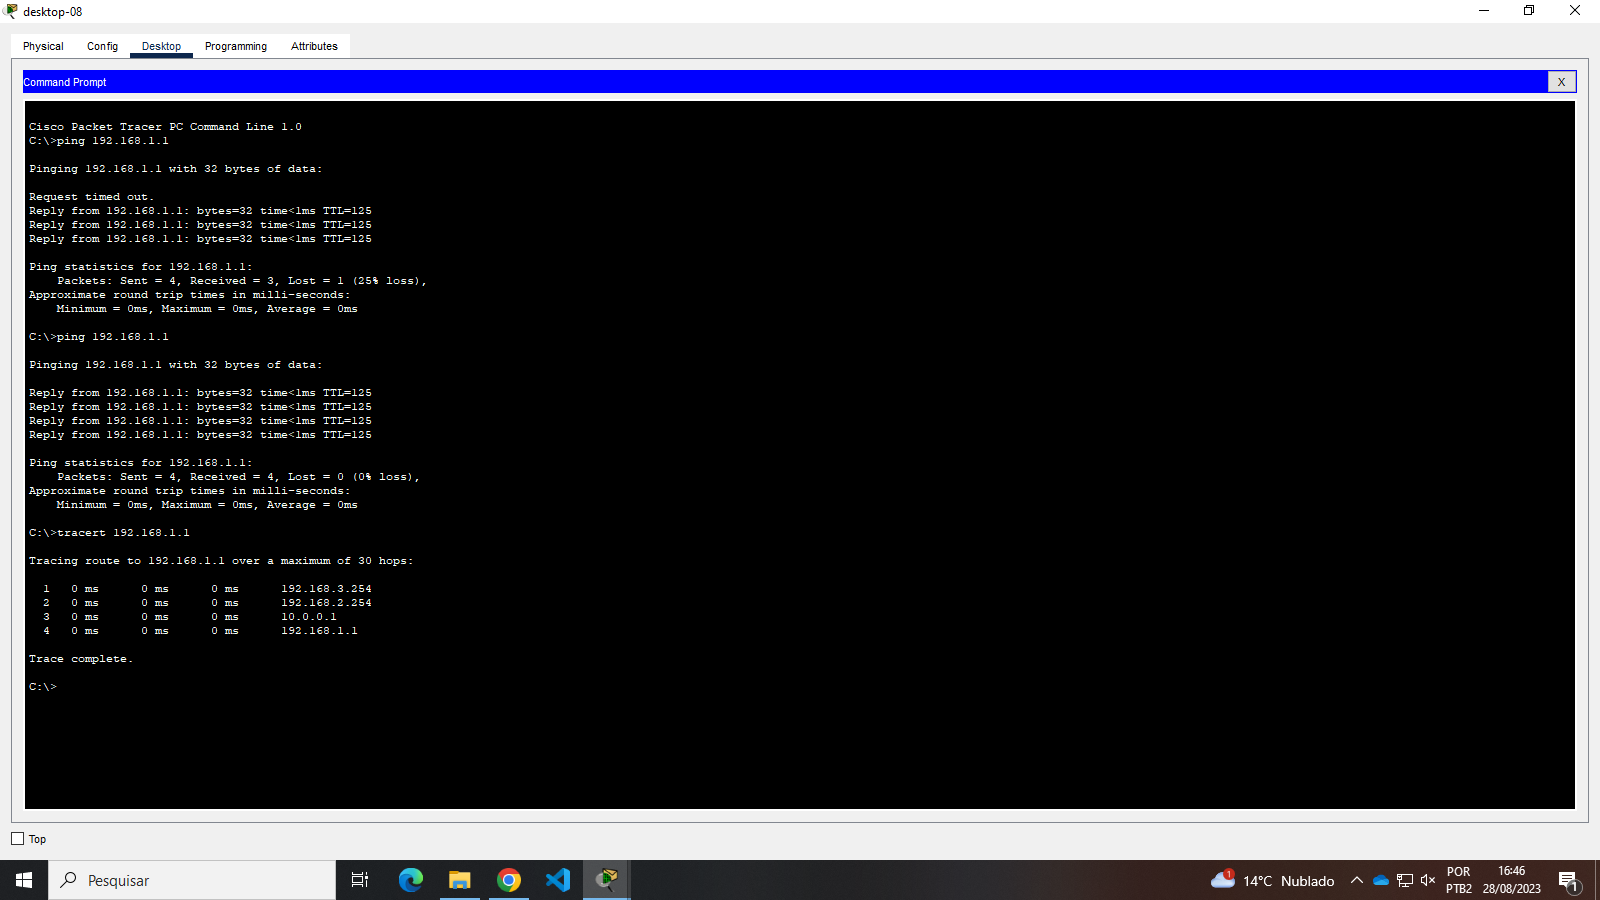 desktop-08
Physical Config Desktop Programming Attributes
Command Prompt X
Cisco Packet Tracer PC Command Line 1.0
C:\>ping 192.168.1.1
Pinging 192.168.1.1 with 32 bytes of data:
Request timed out.
Reply from 192.168.1.1: bytes=32 time<1ms TTL=125
Reply from 192.168.1.1: bytes=32 time<1ms TTL=125
Reply from 192.168.1.1: bytes=32 time<1ms TTL=125
Ping statistics for 192.168.1.1:
Packets: Sent = 4, Received = 3, Lost = 1 (25% loss),
Approximate round trip times in milli-seconds:
Minimum = 0ms, Maximum = 0ms, Average = 0ms
C:\>ping 192.168.1.1
Pinging 192.168.1.1 with 32 bytes of data:
Reply from 192.168.1.1: bytes=32 time<1ms TTL=125
Reply from 192.168.1.1: bytes=32 time<1ms TTL=125
Reply from 192.168.1.1: bytes=32 time<1ms TTL=125
Reply from 192.168.1.1: bytes=32 time<1ms TTL=125
Ping statistics for 192.168.1.1:
Packets: Sent = 4, Received = 4, Lost = 0 (0% loss),
Approximate round trip times in milli-seconds:
Minimum = 0ms, Maximum = 0ms, Average = 0ms
C:\>tracert 192.168.1.1
Tracing route to 192.168.1.1 over a maximum of 30 hops:
1 0 ms 0 ms 0 ms 192.168.3.254
2 0 ms 0 ms 0 ms 192.168.2.254
3 0 ms 0 ms 0 ms 10.0.0.1
4 0 ms 0 ms 0 ms 192.168.1.1
Trace complete.
C:\>
Top
Pesquisar
1
14°C Nublado
POR
PTB2
16:46
28/08/2023
1